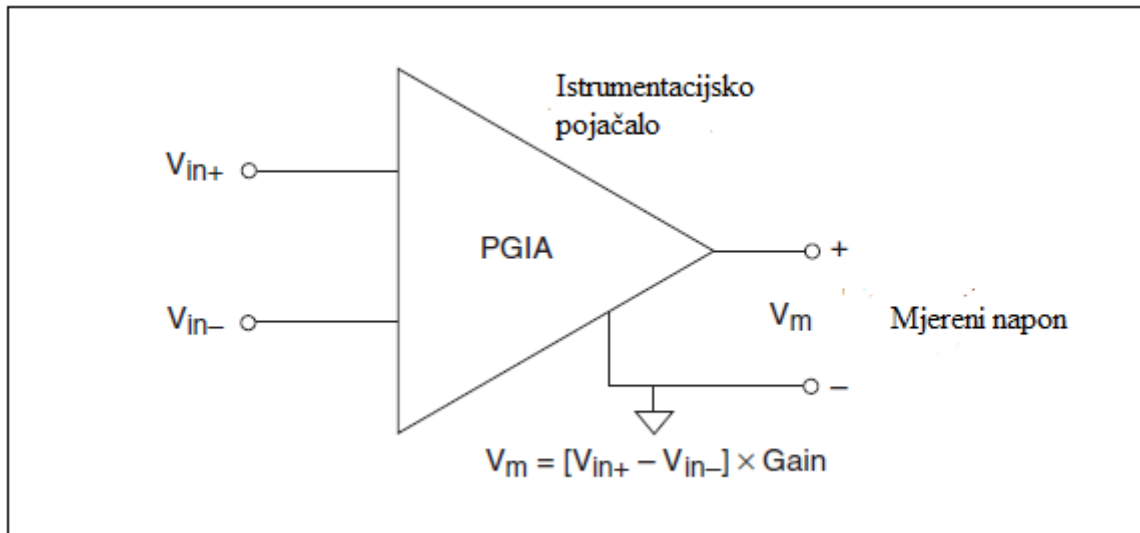 Istrumentacijsko
pojačalo
Vin+
PGIA
+
Vin–
Vm
Mjereni napon
–
Vm = [Vin+ – Vin–] × Gain